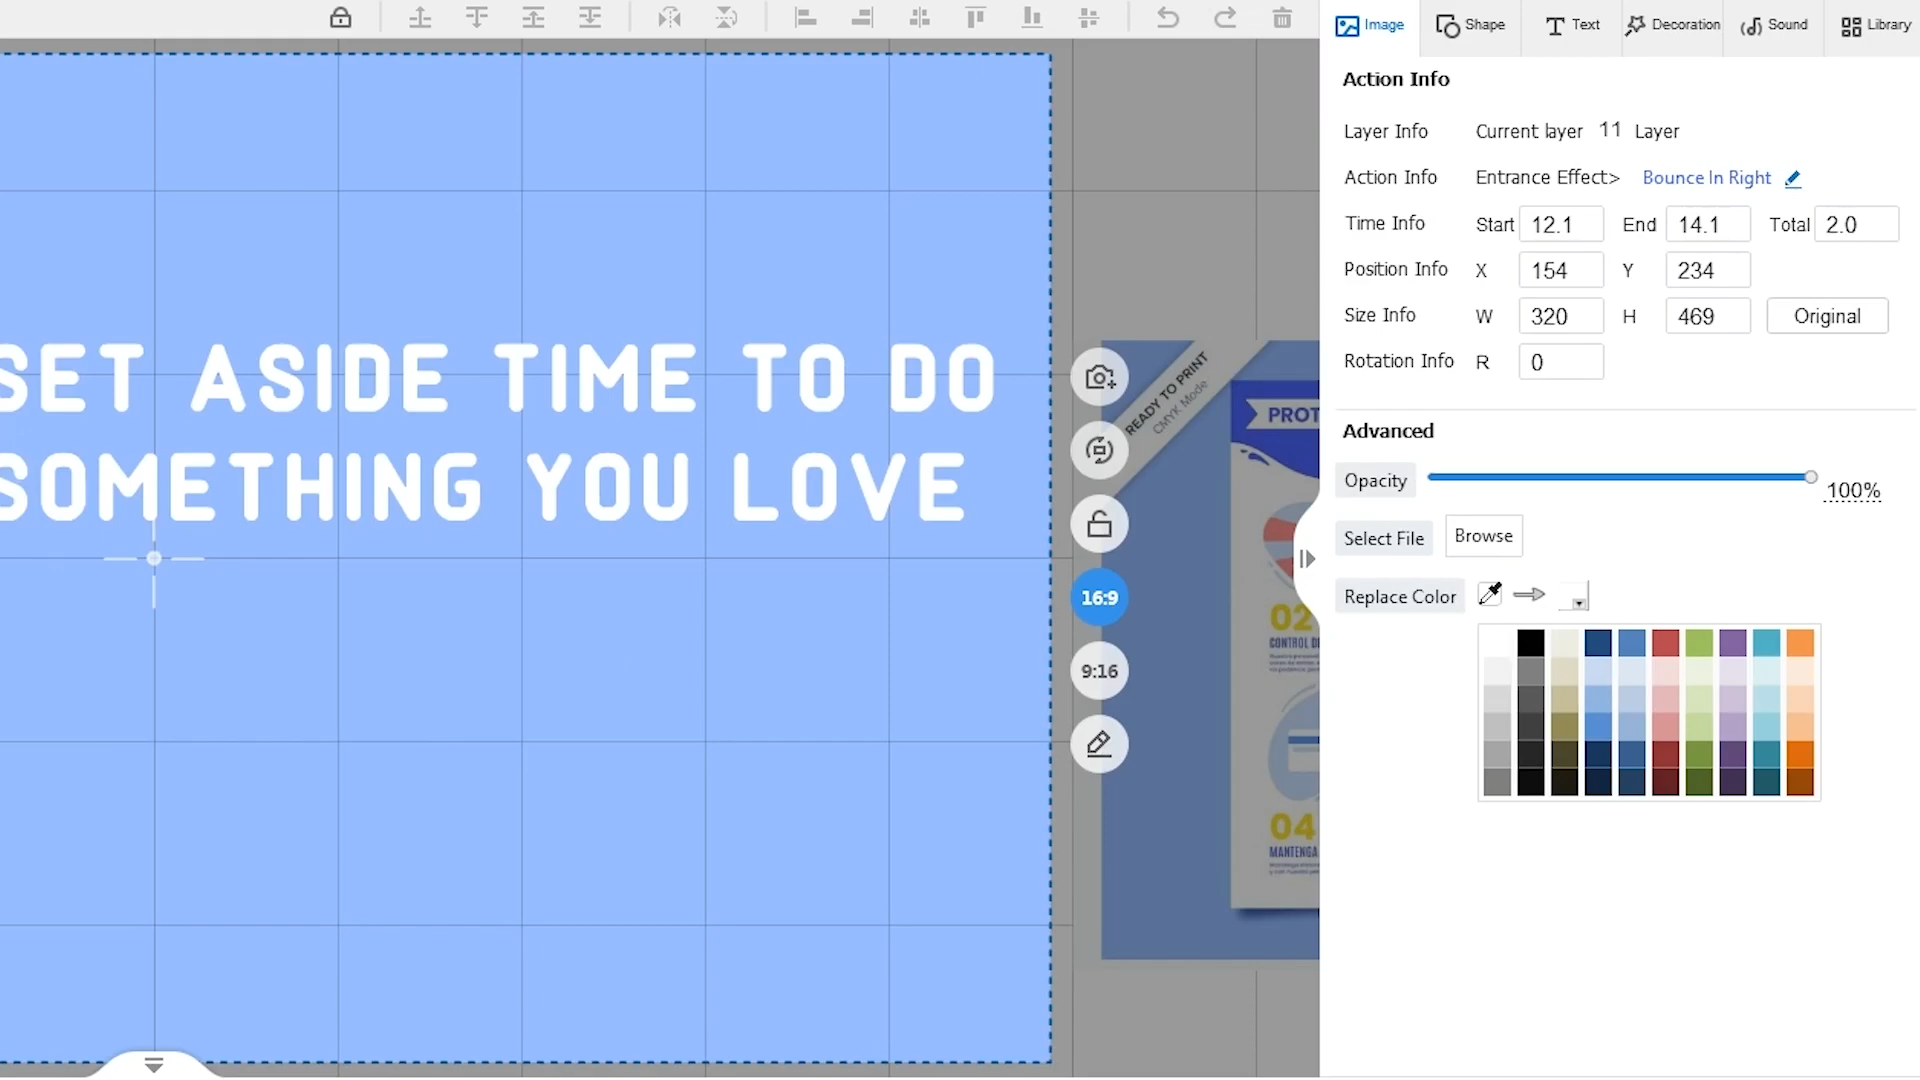 Image Shape Text Decoration Sound Library
Action Info
Layer Info Current layer 11 Layer
Action Info Entrance Effect> Bounce In Right
Time Info Start 12.1 End 14.1 Total 2.0
Position Info X 154 Y 234
Size Info W 320 H 469 Original
Rotation Info R 0
Advanced
Opacity 100%
Select File Browse
Replace Color
SET ASIDE TIME TO DO
SOMETHING YOU LOVE
16:9
9:16
READY TO PRINT
CMYK Mode
PROT
02
CONTROL DE
04
MANTENGA